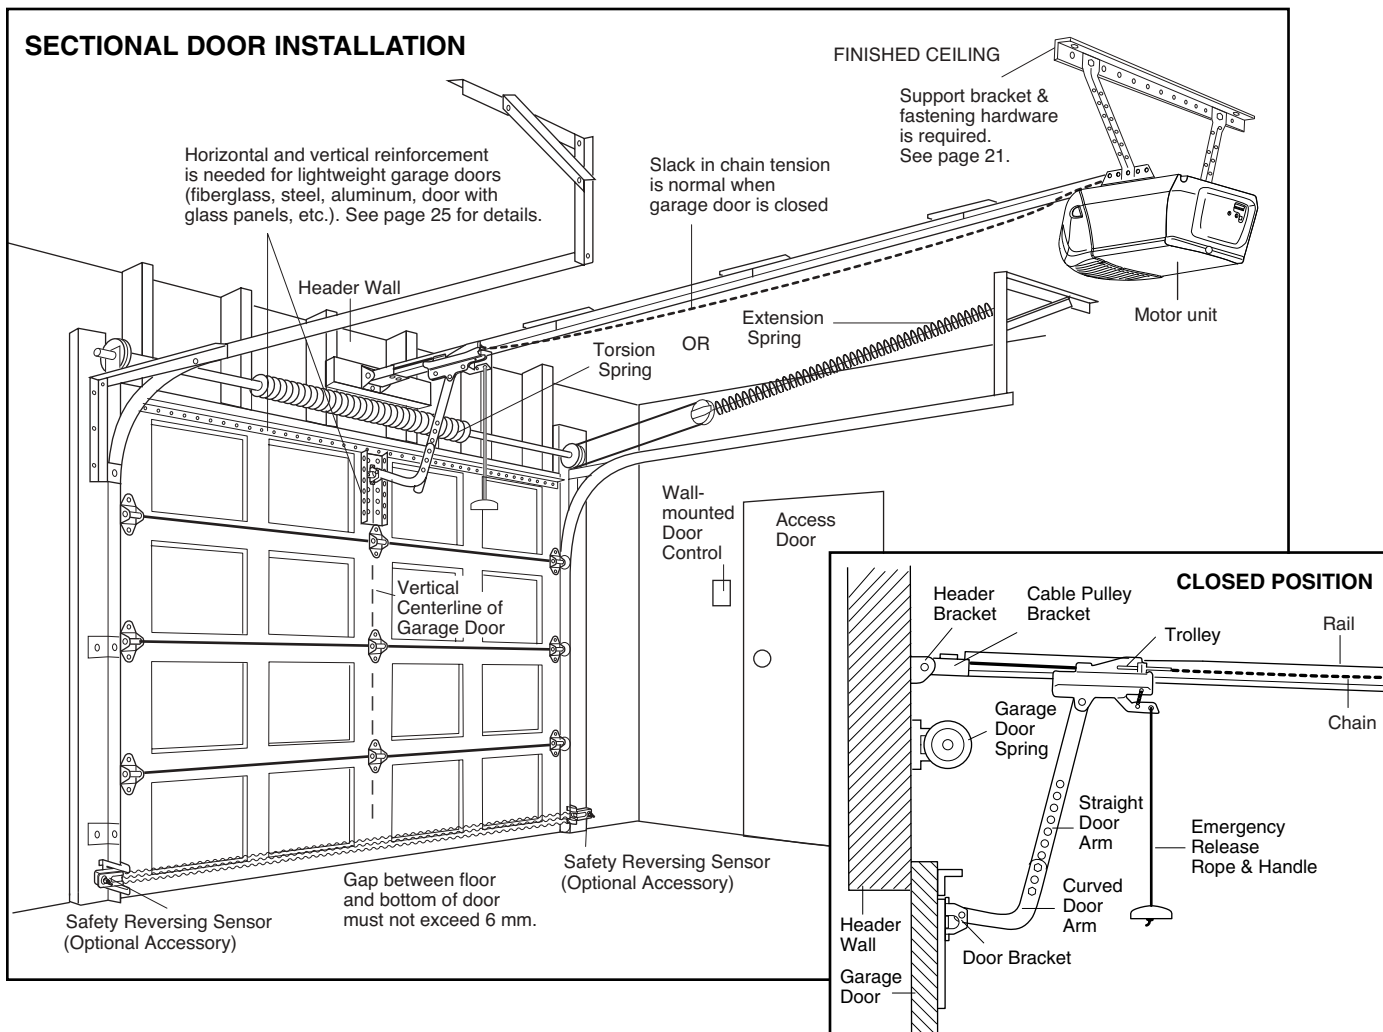 SECTIONAL DOOR INSTALLATION
FINISHED CEILING
Support bracket &
fastening hardware
is required.
See page 21.
Horizontal and vertical reinforcement
is needed for lightweight garage doors
(fiberglass, steel, aluminum, door with
glass panels, etc.). See page 25 for details.
Slack in chain tension
is normal when
garage door is closed
Header Wall
Motor unit
Extension
Spring
OR
Torsion
Spring
Wall-
mounted
Door
Control
Access
Door
Vertical
Centerline of
Garage Door
Safety Reversing Sensor
(Optional Accessory)
Gap between floor
and bottom of door
must not exceed 6 mm.
Safety Reversing Sensor
(Optional Accessory)
CLOSED POSITION
Header
Bracket
Cable Pulley
Bracket
Trolley
Rail
Chain
Garage
Door
Spring
Straight
Door
Arm
Emergency
Release
Rope & Handle
Curved
Door
Arm
Header
Wall
Door Bracket
Garage
Door